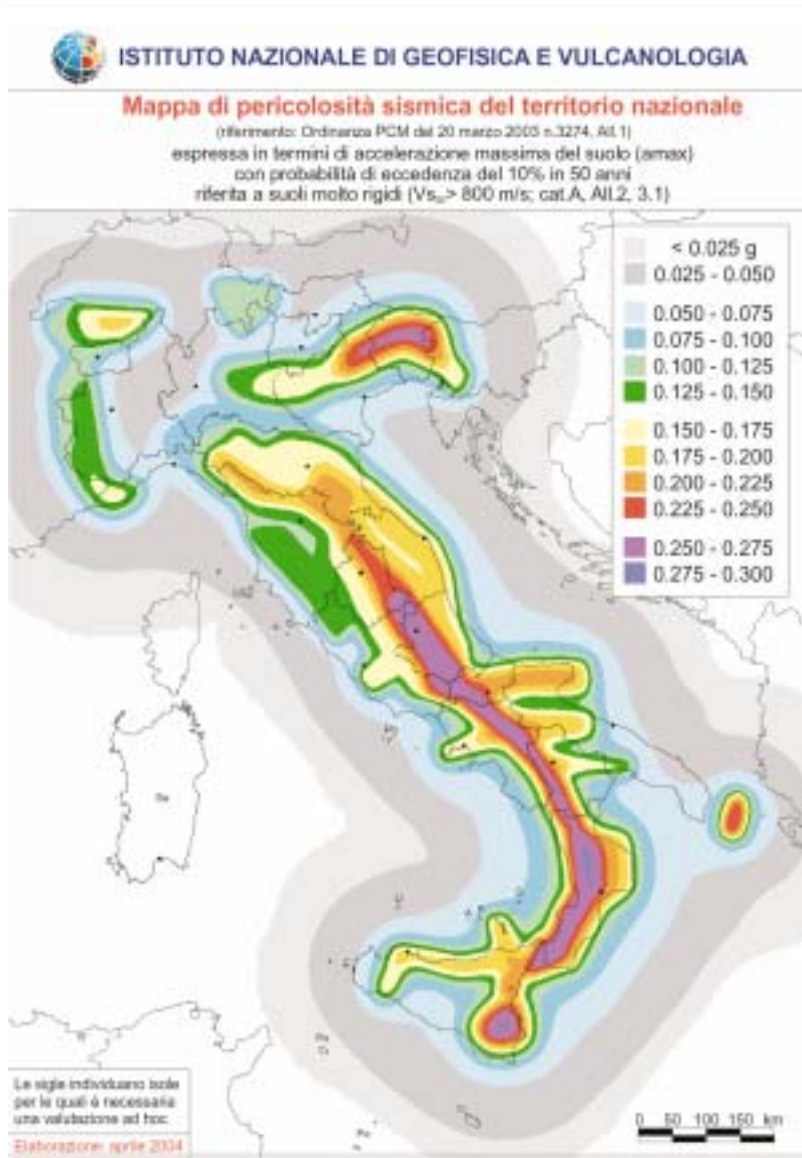 ISTITUTO NAZIONALE DI GEOFISICA E VULCANOLOGIA
Mappa di pericolosità sismica del territorio nazionale
(riferimento: Ordinanza PCM del 20 marzo 2003 n.3274, All.1)
espressa in termini di accelerazione massima del suolo (amax)
con probabilità di eccedenza del 10% in 50 anni
riferita a suoli molto rigidi (Vs₃₀> 800 m/s; cat.A, All.2, 3.1)
< 0.025 g
0.025 - 0.050
0.050 - 0.075
0.075 - 0.100
0.100 - 0.125
0.125 - 0.150
0.150 - 0.175
0.175 - 0.200
0.200 - 0.225
0.225 - 0.250
0.250 - 0.275
0.275 - 0.300
Le sigle individuano isole
per le quali è necessaria
una valutazione ad hoc
Elaborazione: aprile 2004
0 50 100 150 km